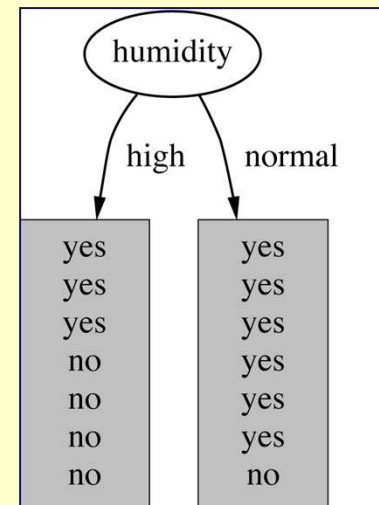 humidity
high normal
yes yes
yes yes
yes yes
no yes
no yes
no yes
no no